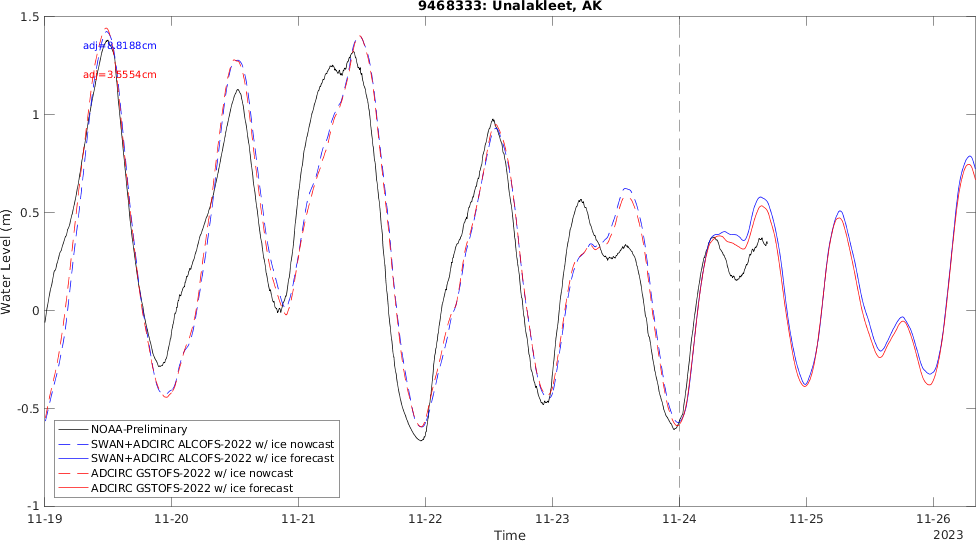 9468333: Unalakleet, AK
1.5
adj=8.8188cm
adj=3.5554cm
1
0.5
Water Level (m)
0
-0.5
-1
NOAA-Preliminary
SWAN+ADCIRC ALCOFS-2022 w/ ice nowcast
SWAN+ADCIRC ALCOFS-2022 w/ ice forecast
ADCIRC GSTOFS-2022 w/ ice nowcast
ADCIRC GSTOFS-2022 w/ ice forecast
11-19 11-20 11-21 11-22 11-23 11-24 11-25 11-26
Time
2023